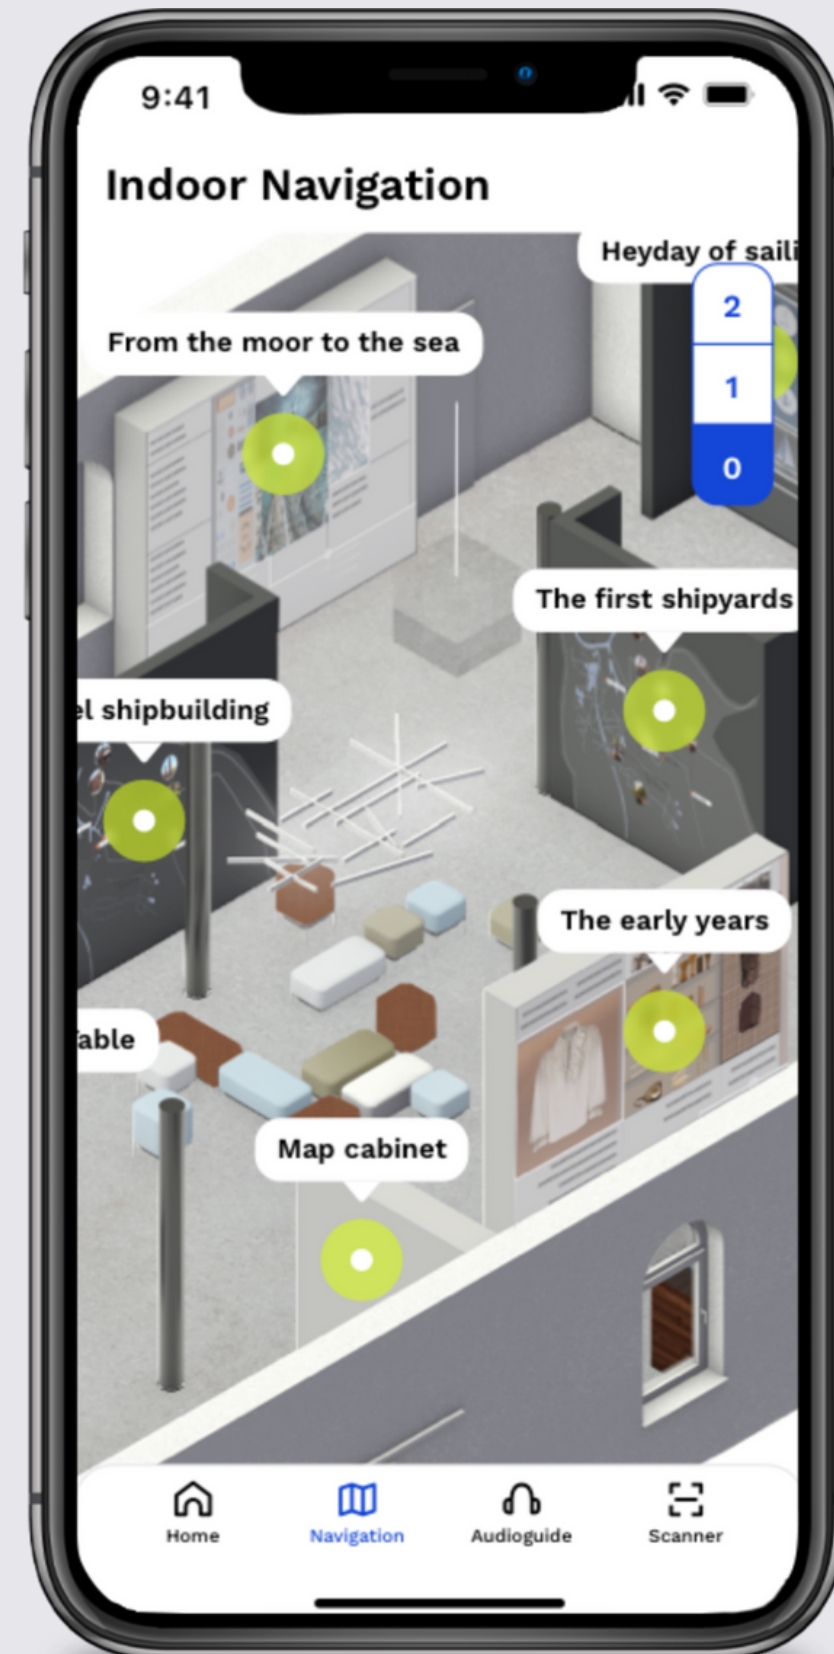 9:41
Indoor Navigation
Heyday of saili
2
From the moor to the sea
1
0
The first shipyards
el shipbuilding
The early years
able
Map cabinet
Home Navigation Audioguide Scanner